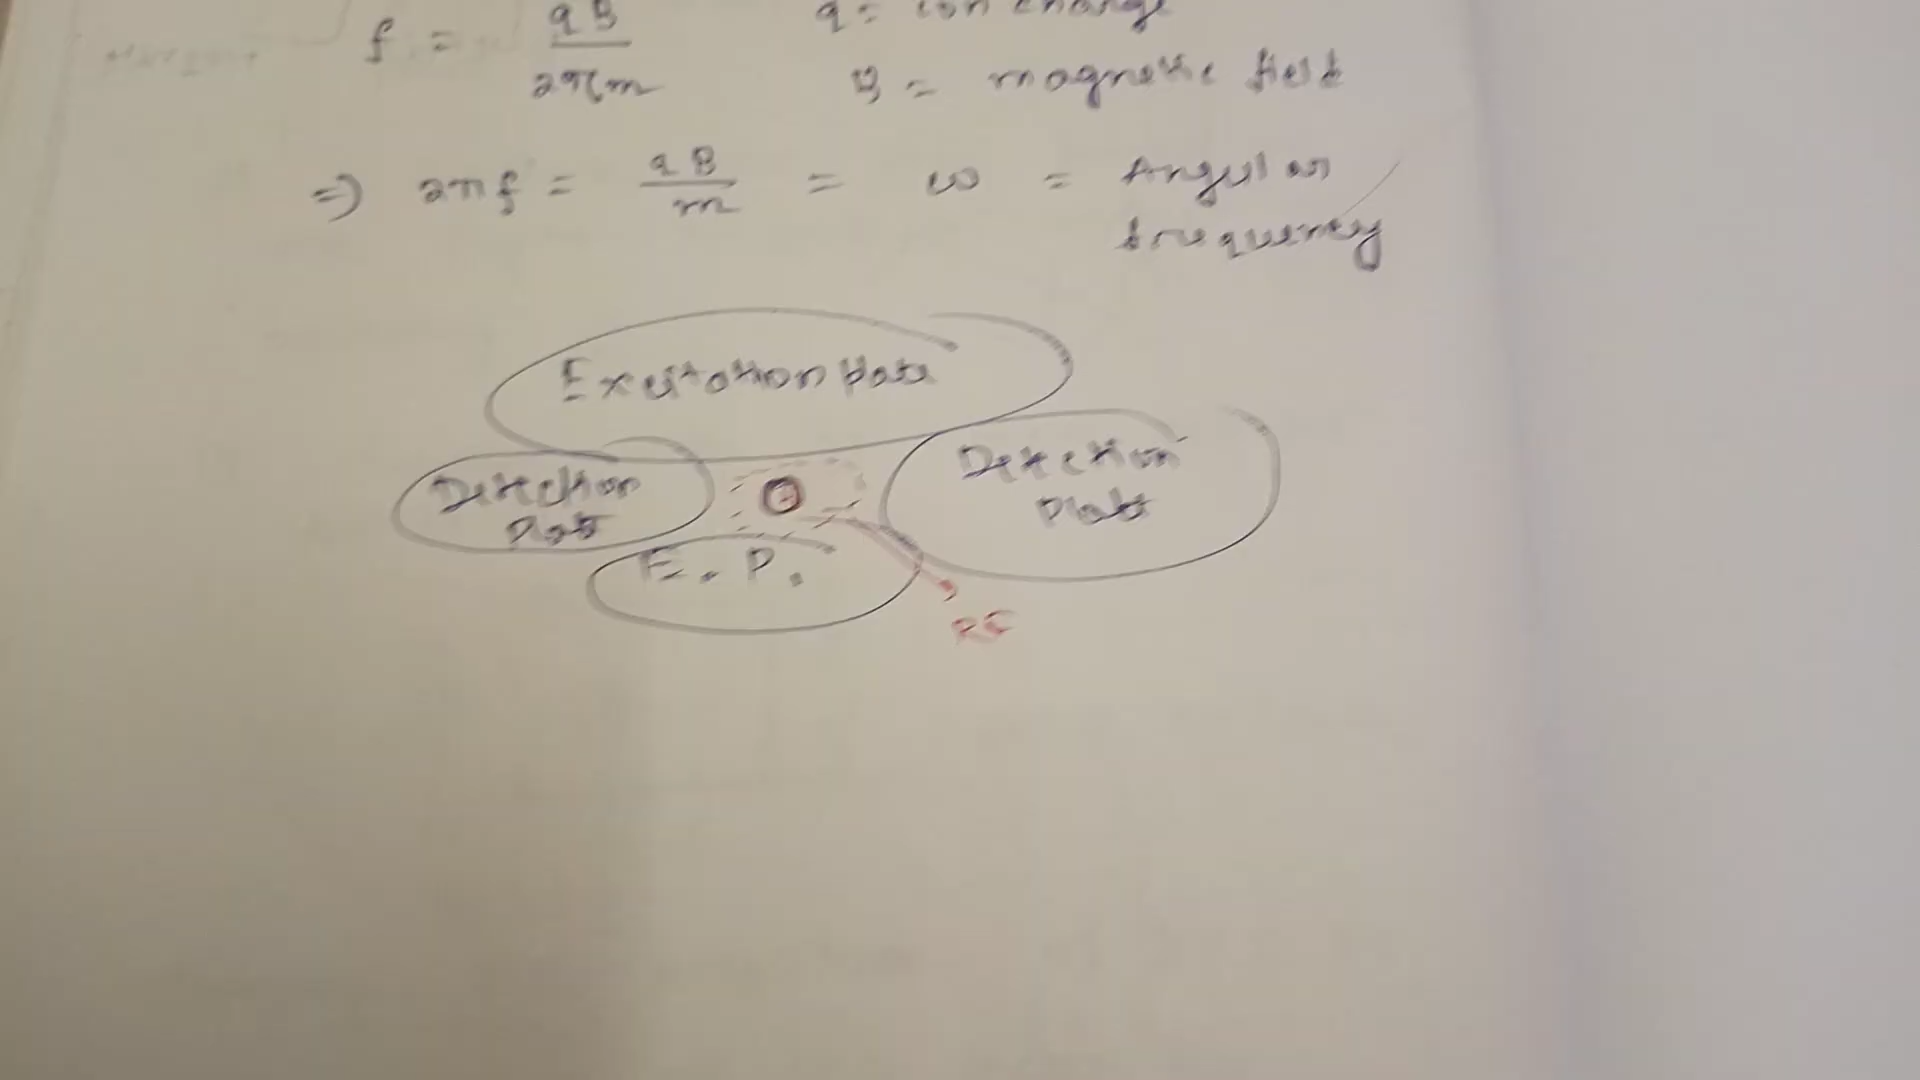 f = qB / 2πm q = ion charge
B = magnetic field
⇒ 2πf = qB / m = ω = Angular frequency
Excitation Plate
Detection Plate
Detection Plate
E. P.
RF